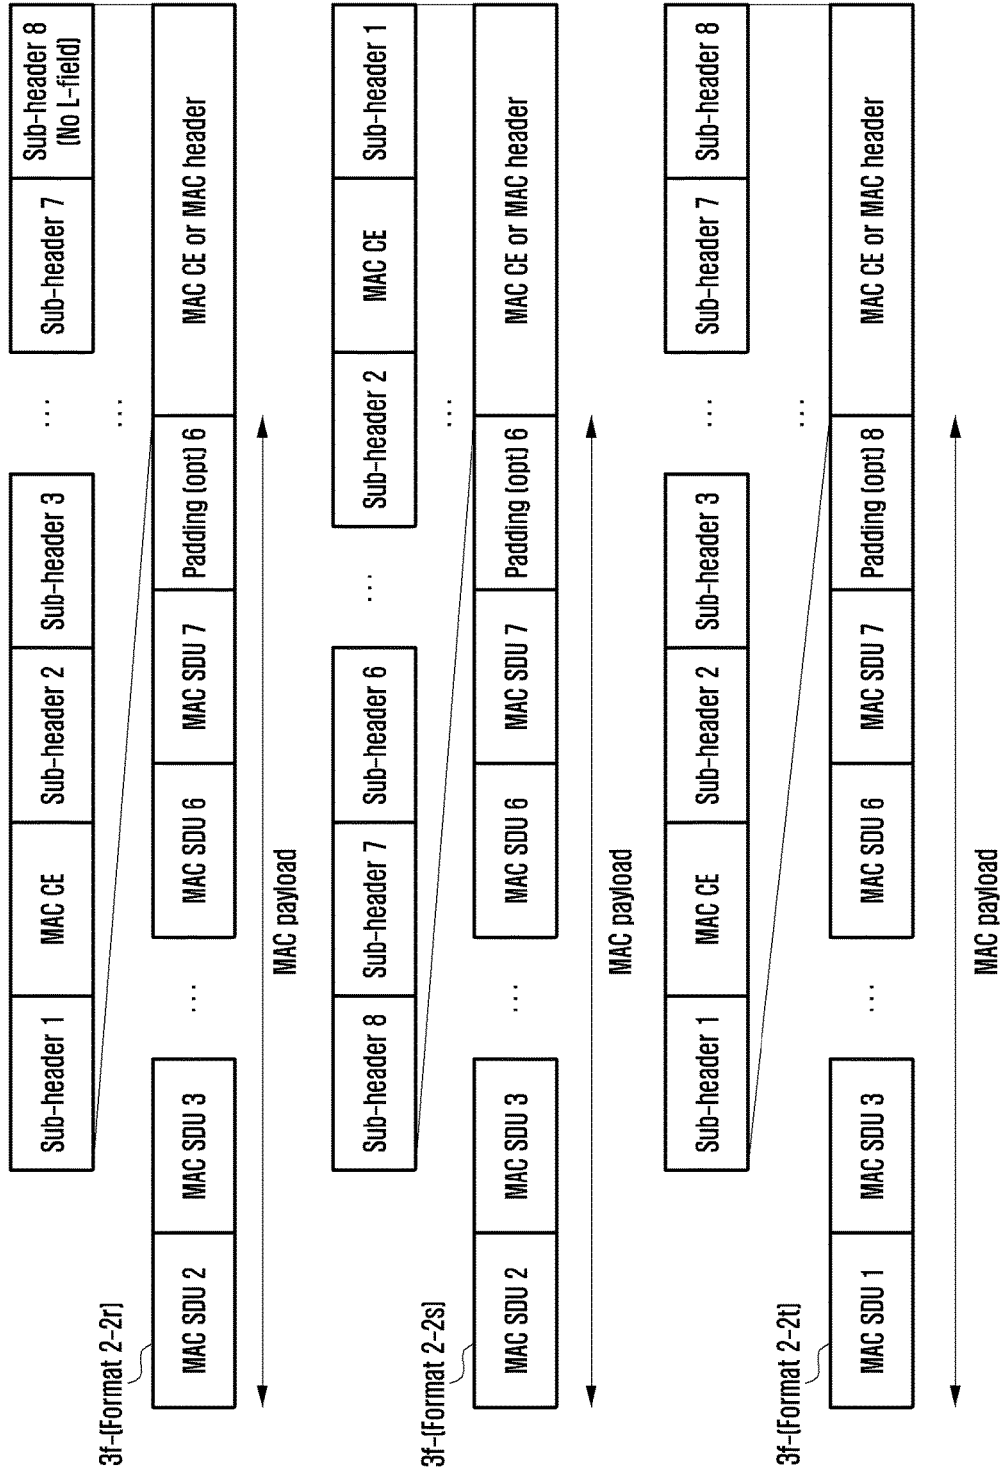 Sub-header 1
MAC CE
Sub-header 2
Sub-header 3
...
Sub-header 7
Sub-header 8
(No L-field)
...
3f-(Format 2-2r)
MAC SDU 2
MAC SDU 3
...
MAC SDU 6
MAC SDU 7
Padding (opt) 6
MAC CE or MAC header
MAC payload
Sub-header 8
Sub-header 7
Sub-header 6
...
Sub-header 2
MAC CE
Sub-header 1
...
3f-(Format 2-2s)
MAC SDU 2
MAC SDU 3
...
MAC SDU 6
MAC SDU 7
Padding (opt) 6
MAC CE or MAC header
MAC payload
Sub-header 1
MAC CE
Sub-header 2
Sub-header 3
...
Sub-header 7
Sub-header 8
...
3f-(Format 2-2t)
MAC SDU 1
MAC SDU 3
...
MAC SDU 6
MAC SDU 7
Padding (opt) 8
MAC CE or MAC header
MAC payload